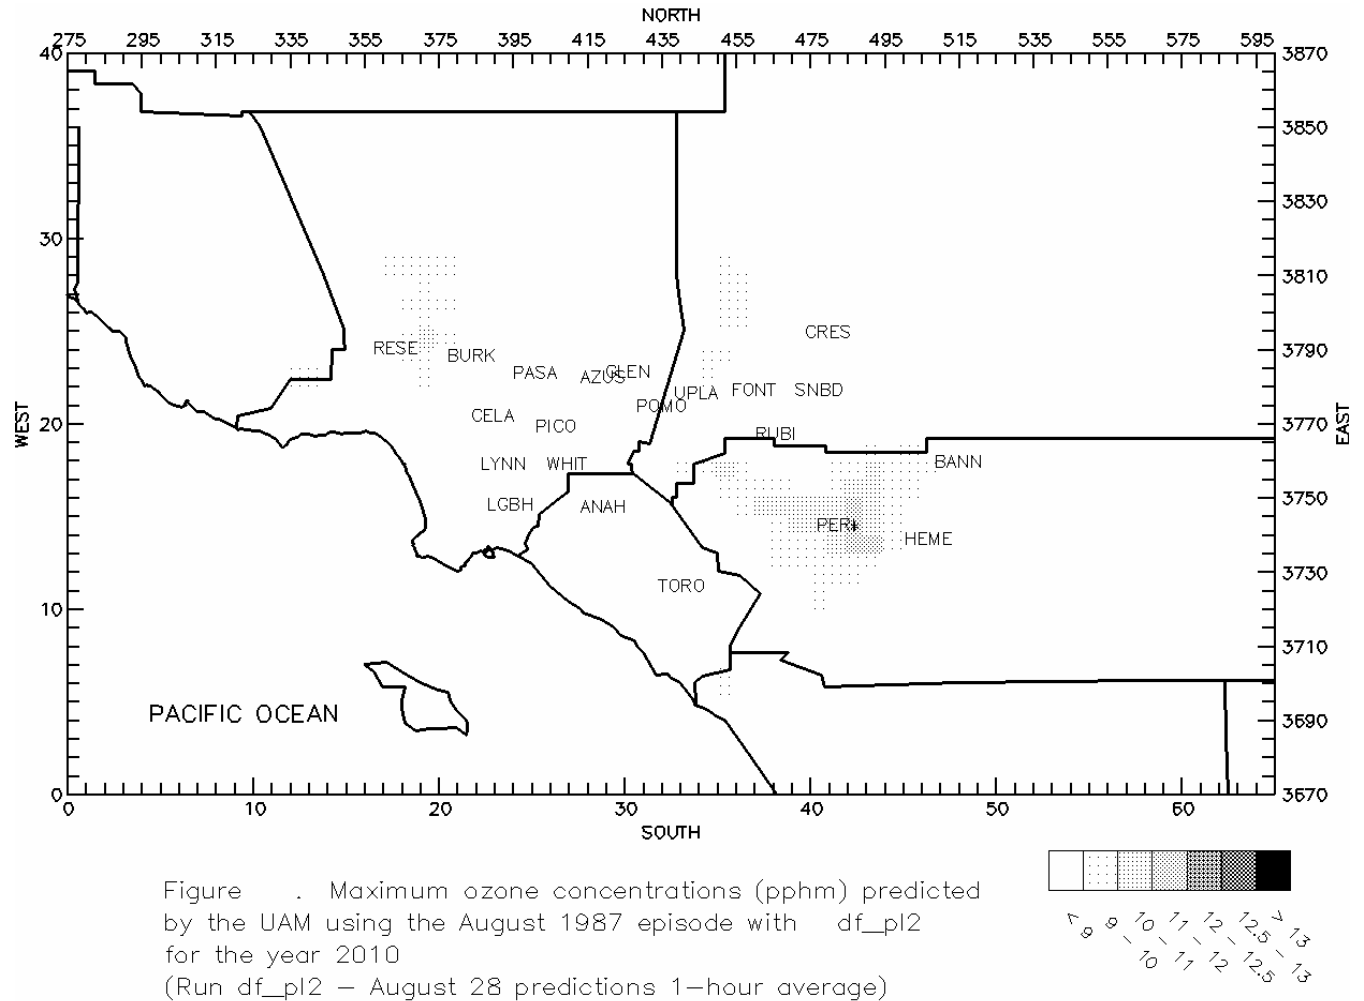 NORTH
275 295 315 335 355 375 395 415 435 455 475 495 515 535 555 575 595
40 3870
3850
3830
30 3810
CRES
RESE BURK 3790
PASA AZUS GLEN
UPLA FONT SNBD
POMO
WEST CELA PICO EAST
20 3770
RUBI
LYNN WHIT BANN
LGBH ANAH 3750
PERI HEME
3730
TORO
10
3710
PACIFIC OCEAN 3690
0 3670
0 10 20 30 40 50 60
SOUTH
Figure . Maximum ozone concentrations (pphm) predicted
by the UAM using the August 1987 episode with df_pl2
for the year 2010
(Run df_pl2 – August 28 predictions 1–hour average)
< 9
9 – 10
10 – 11
11 – 12
12 – 12.5
12.5 – 13
> 13